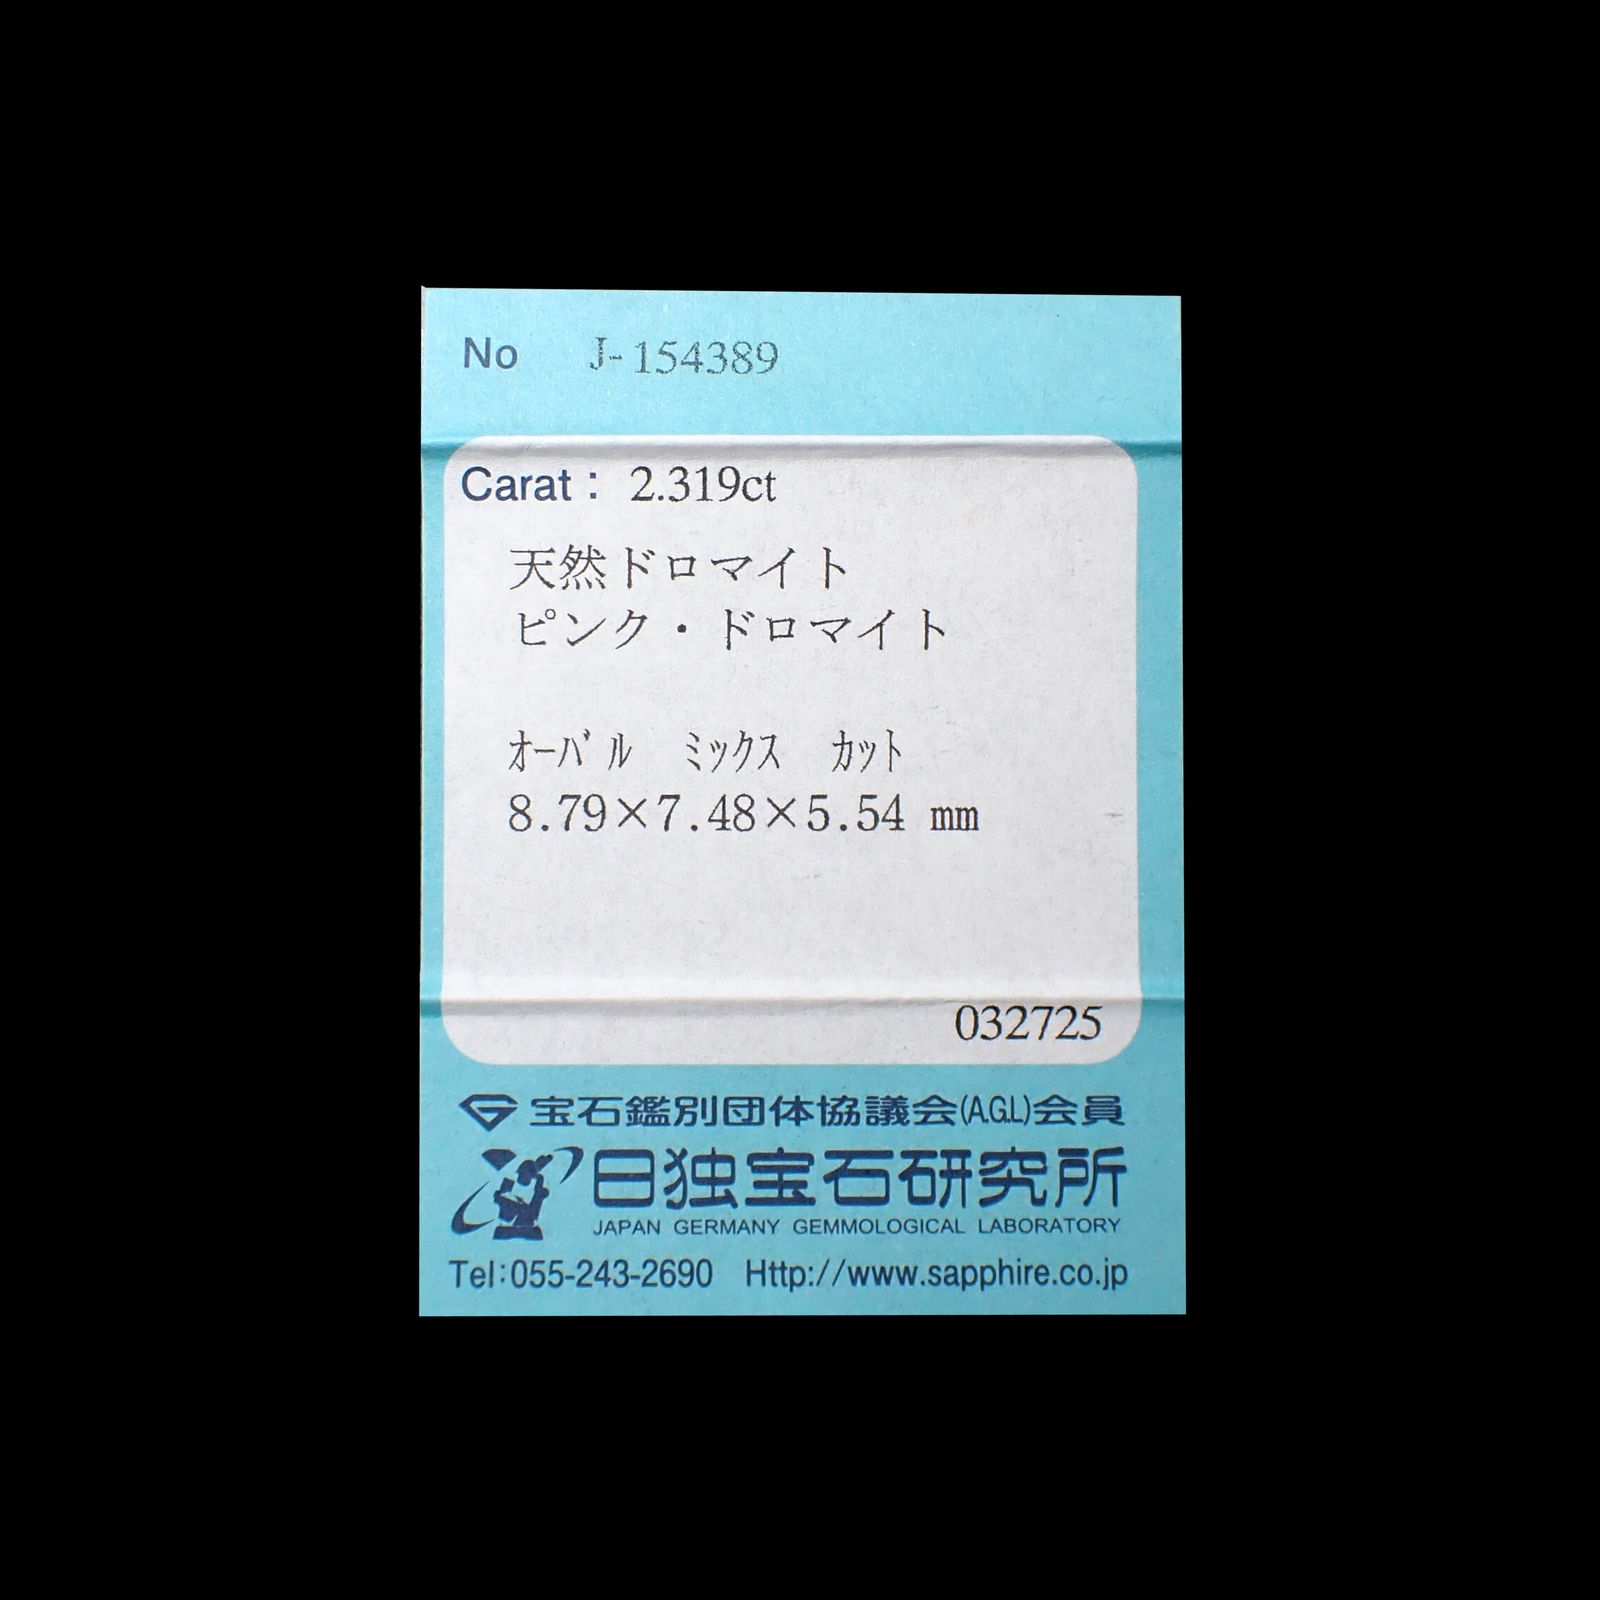 No J-154389
Carat: 2.319ct
天然ドロマイト
ピンク・ドロマイト
ｵｰﾊﾞﾙ ﾐｯｸｽ ｶｯﾄ
8.79×7.48×5.54 mm
032725
宝石鑑別団体協議会(A.G.L)会員
日独宝石研究所
JAPAN GERMANY GEMMOLOGICAL LABORATORY
Tel:055-243-2690 Http://www.sapphire.co.jp